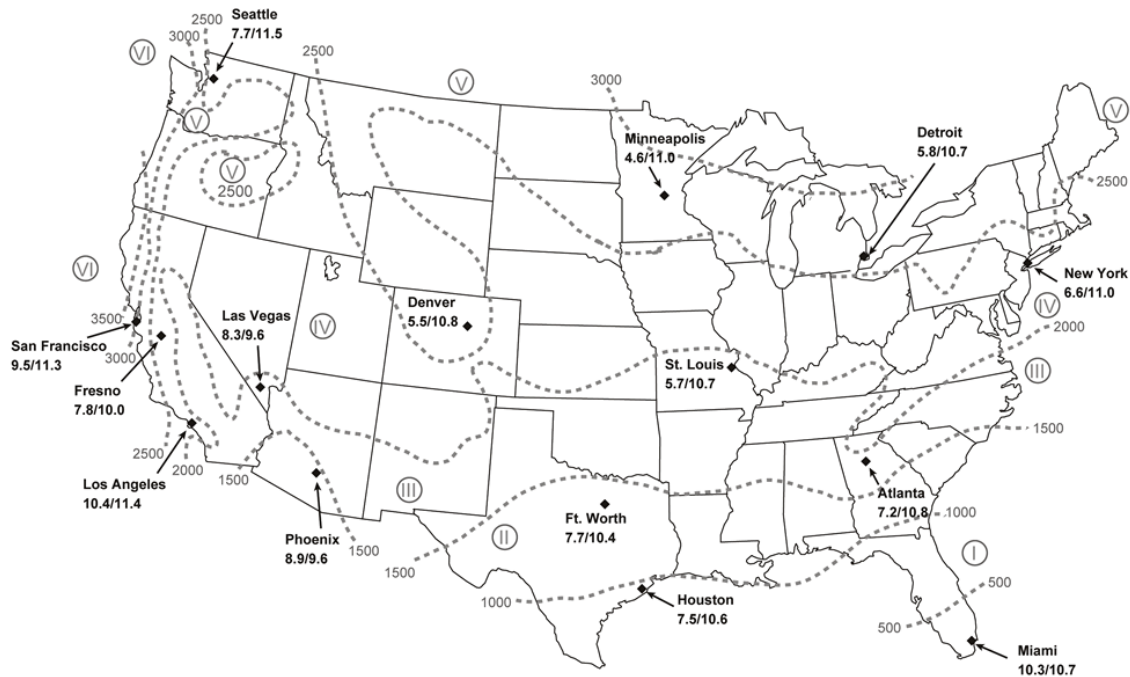 Seattle
7.7/11.5
2500
3000
VI
2500
V
3000
V
Detroit
5.8/10.7
Minneapolis
4.6/11.0
V
V
2500
2500
VI
New York
6.6/11.0
IV
2000
Denver
5.5/10.8
Las Vegas
8.3/9.6
IV
3500
San Francisco
9.5/11.3
3000
St. Louis
5.7/10.7
III
Fresno
7.8/10.0
1500
2500
2000
1500
Los Angeles
10.4/11.4
III
Atlanta
7.2/10.8
1000
Phoenix
8.9/9.6
1500
1500
II
Ft. Worth
7.7/10.4
I
500
1000
Houston
7.5/10.6
500
Miami
10.3/10.7